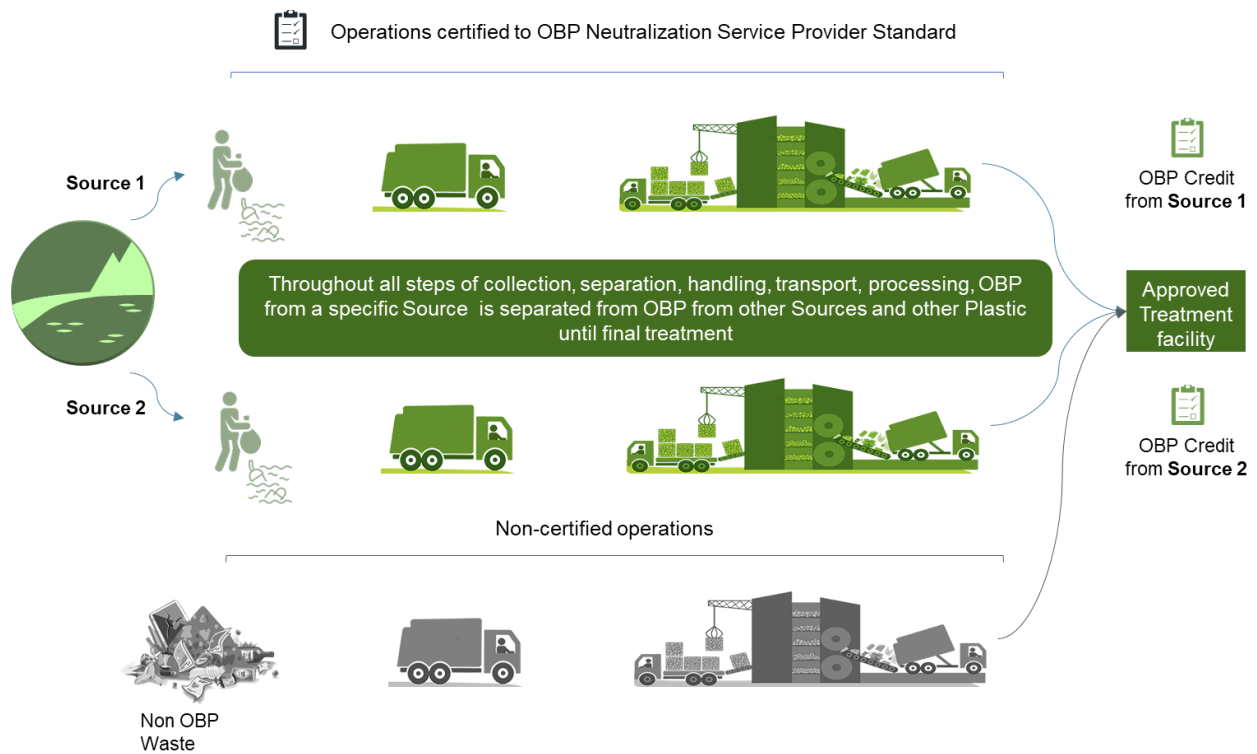 Operations certified to OBP Neutralization Service Provider Standard
Source 1
OBP Credit
from Source 1
Throughout all steps of collection, separation, handling, transport, processing, OBP
from a specific Source is separated from OBP from other Sources and other Plastic
until final treatment
Approved
Treatment
facility
Source 2
OBP Credit
from Source 2
Non-certified operations
Non OBP
Waste